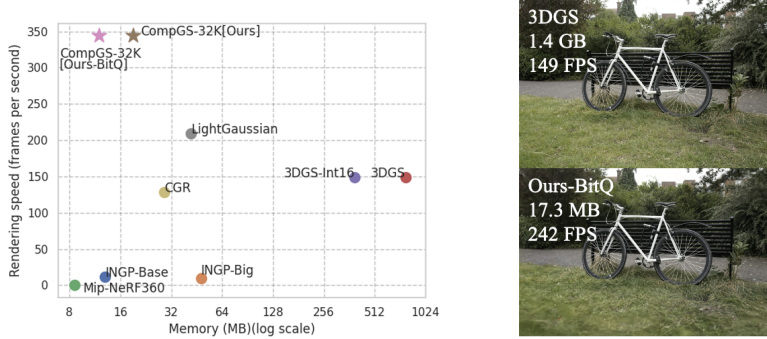 350
300
250
200
150
100
50
0
Rendering speed (frames per second)
CompGS-32K[Ours]
CompGS-32K
[Ours-BitQ]
LightGaussian
3DGS-Int16
3DGS
CGR
INGP-Base
INGP-Big
Mip-NeRF360
8 16 32 64 128 256 512 1024
Memory (MB)(log scale)
3DGS
1.4 GB
149 FPS
Ours-BitQ
17.3 MB
242 FPS